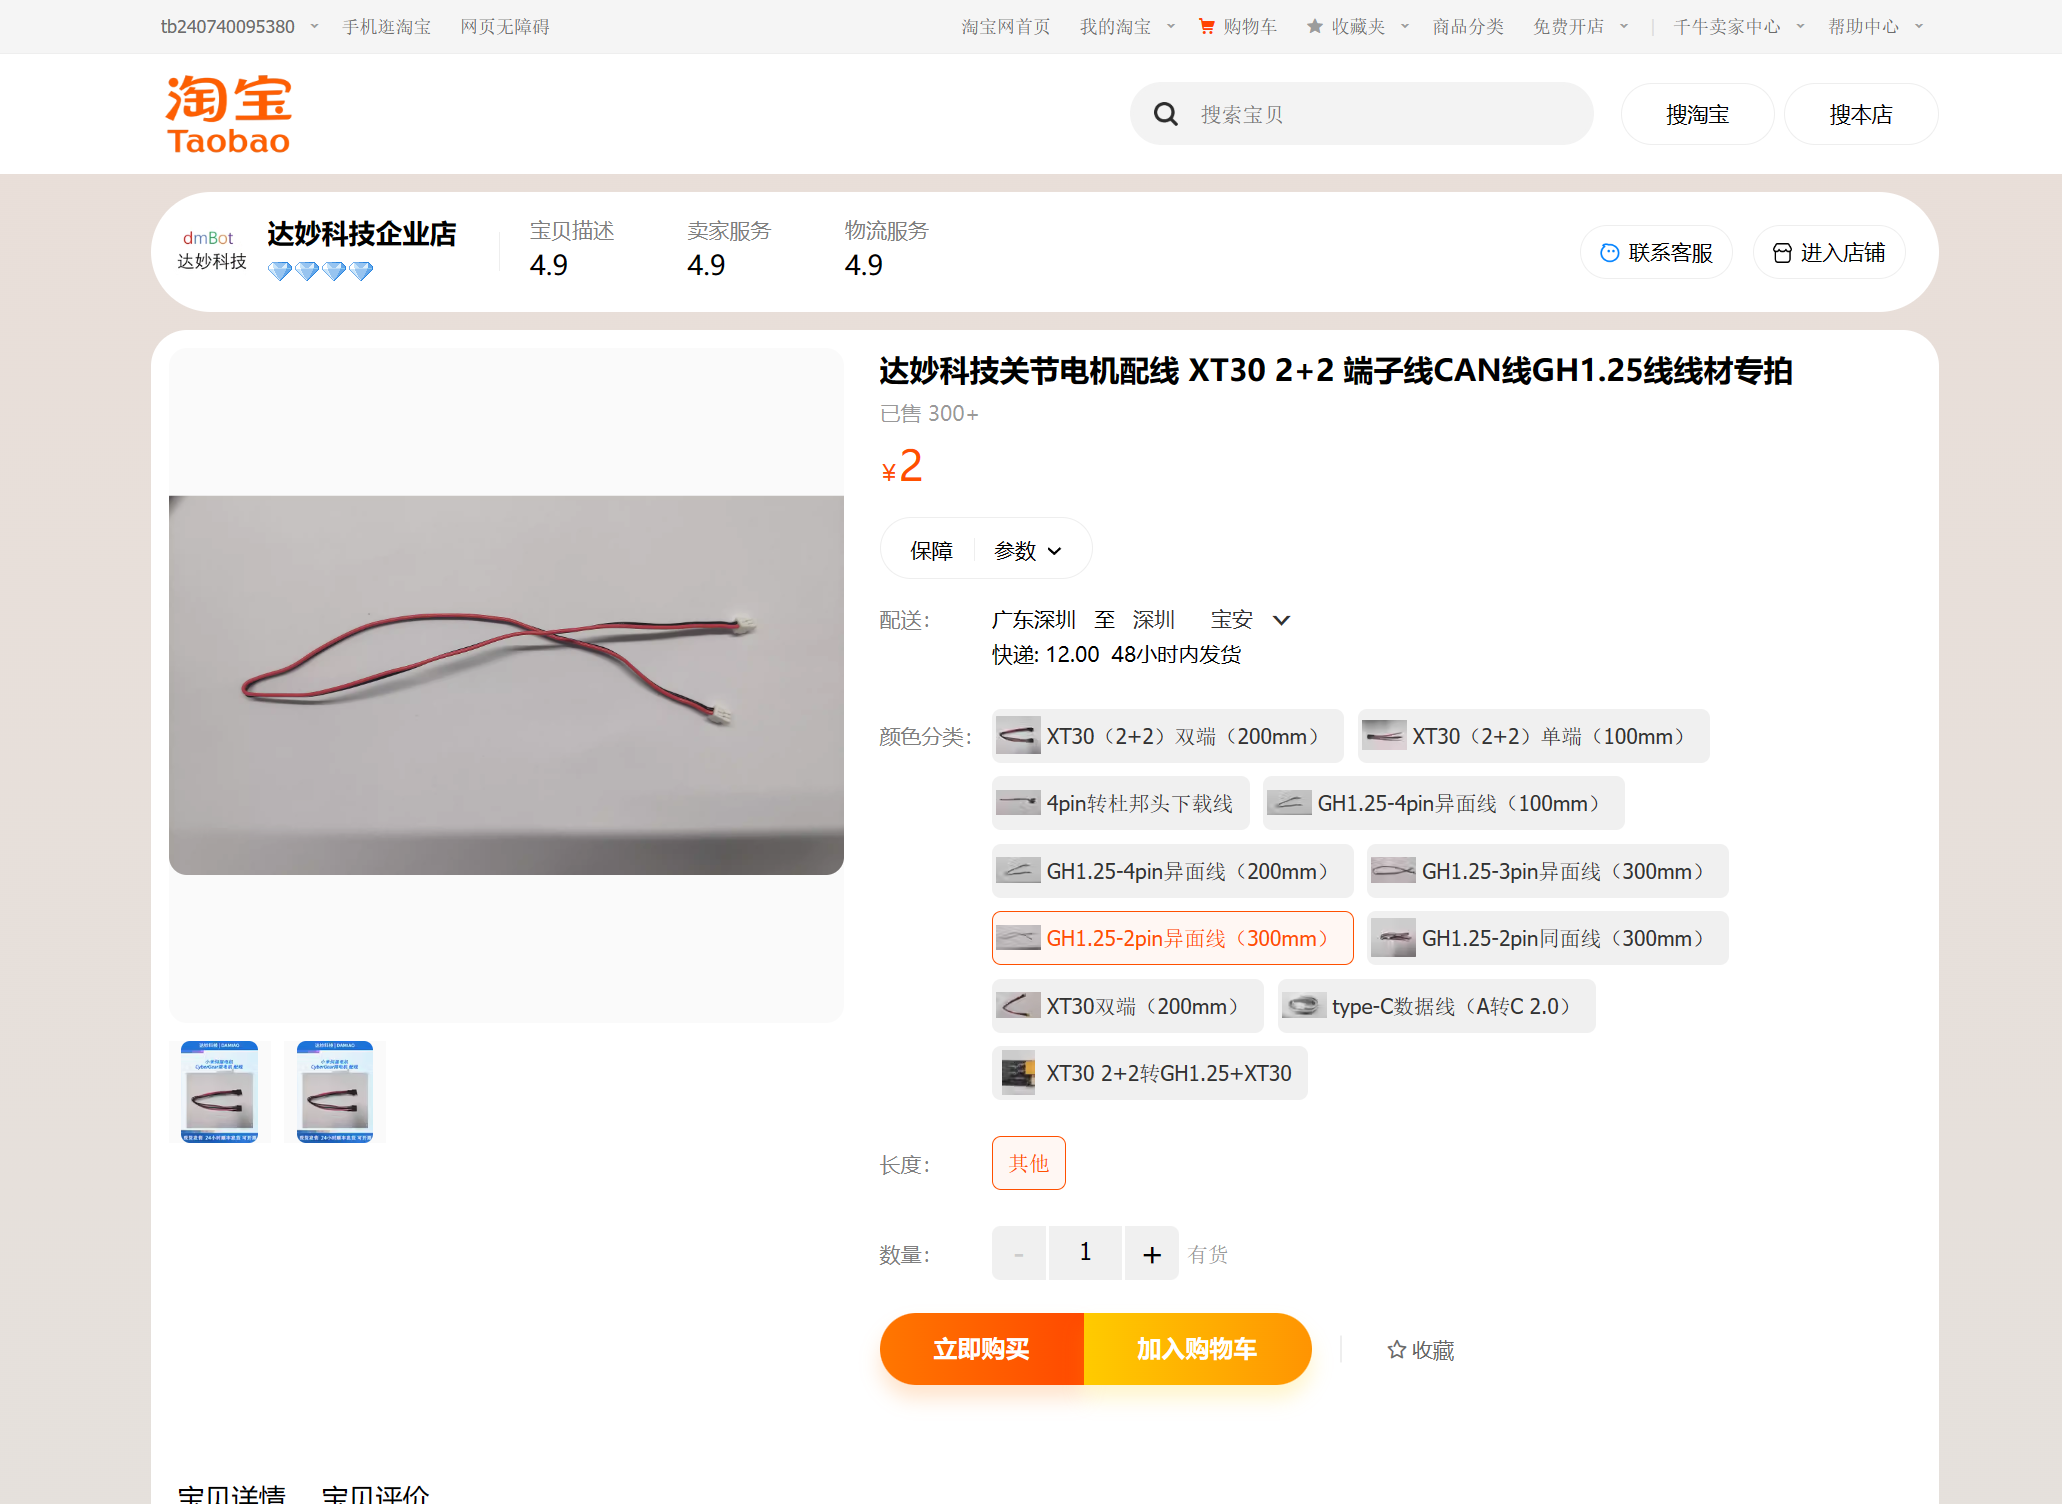 tb240740095380
手机逛淘宝
网页无障碍
淘宝网首页
我的淘宝
购物车
收藏夹
商品分类
免费开店
千牛卖家中心
帮助中心
淘宝
Taobao
搜索宝贝
搜淘宝
搜本店
dmBot
达妙科技
达妙科技企业店
宝贝描述
4.9
卖家服务
4.9
物流服务
4.9
联系客服
进入店铺
达妙科技关节电机配线 XT30 2+2 端子线CAN线GH1.25线线材专拍
已售 300+
¥2
保障
参数
配送：
广东深圳 至 深圳 宝安
快递: 12.00 48小时内发货
颜色分类：
XT30（2+2）双端（200mm）
XT30（2+2）单端（100mm）
4pin转杜邦头下载线
GH1.25-4pin异面线（100mm）
GH1.25-4pin异面线（200mm）
GH1.25-3pin异面线（300mm）
GH1.25-2pin异面线（300mm）
GH1.25-2pin同面线（300mm）
XT30双端（200mm）
type-C数据线（A转C 2.0）
XT30 2+2转GH1.25+XT30
长度：
其他
数量：
- 1 + 有货
立即购买
加入购物车
收藏
宝贝详情
宝贝评价